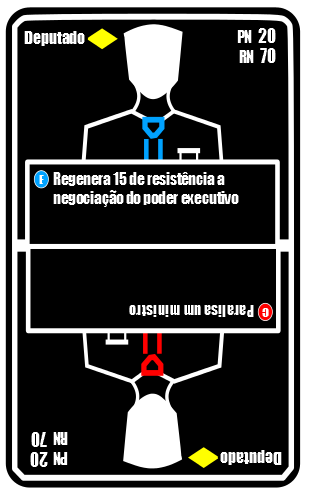 Deputado
PN 20
RN 70
E Regenera 15 de resistência a
negociação do poder executivo
C Paralisa um ministro
Deputado
PN 20
RN 70